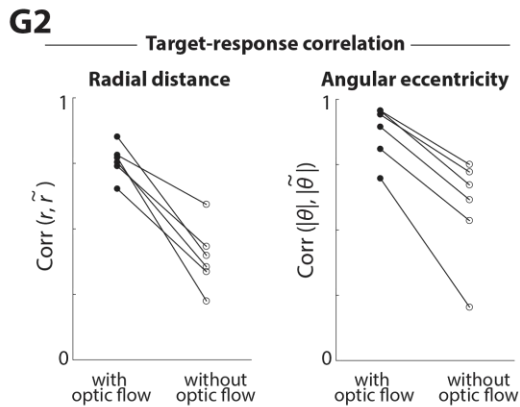 G2
Target-response correlation
Radial distance
Angular eccentricity
1
Corr (r, r̃)
0
with
optic flow
without
optic flow
1
Corr (|θ|, |θ̃|)
0
with
optic flow
without
optic flow